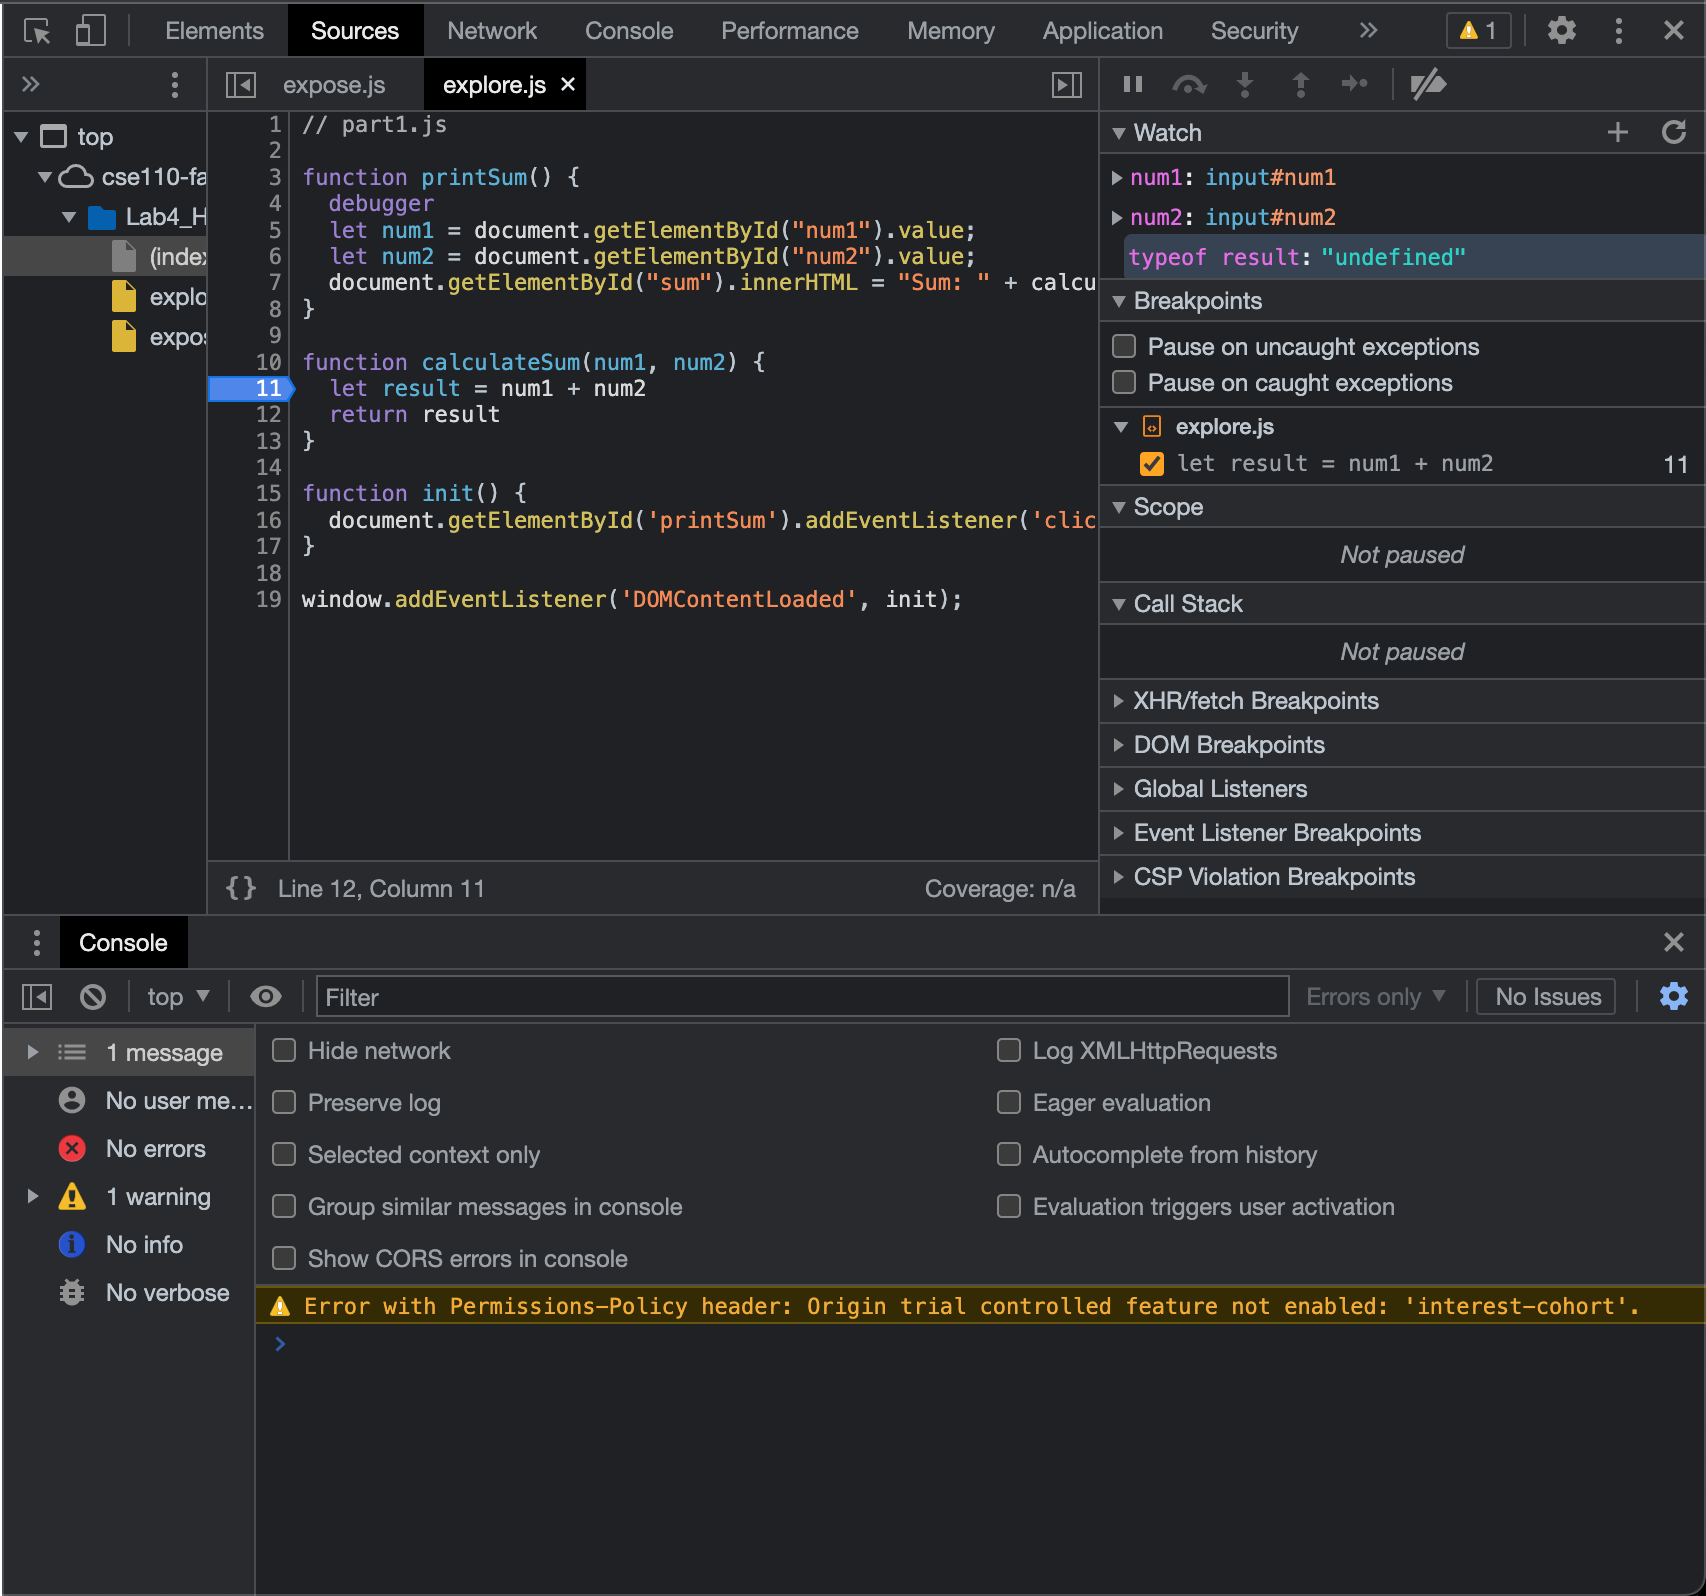 Elements Sources Network Console Performance Memory Application Security 1
expose.js explore.js
top
cse110-fa
Lab4_H
(index
explo
expos
1 // part1.js
2
3 function printSum() {
4 debugger
5 let num1 = document.getElementById("num1").value;
6 let num2 = document.getElementById("num2").value;
7 document.getElementById("sum").innerHTML = "Sum: " + calcu
8 }
9
10 function calculateSum(num1, num2) {
11 let result = num1 + num2
12 return result
13 }
14
15 function init() {
16 document.getElementById('printSum').addEventListener('clic
17 }
18
19 window.addEventListener('DOMContentLoaded', init);
{} Line 12, Column 11 Coverage: n/a
Watch
num1: input#num1
num2: input#num2
typeof result: "undefined"
Breakpoints
Pause on uncaught exceptions
Pause on caught exceptions
explore.js
let result = num1 + num2 11
Scope
Not paused
Call Stack
Not paused
XHR/fetch Breakpoints
DOM Breakpoints
Global Listeners
Event Listener Breakpoints
CSP Violation Breakpoints
Console
top Filter Errors only No Issues
1 message
No user me...
No errors
1 warning
No info
No verbose
Hide network
Preserve log
Selected context only
Group similar messages in console
Show CORS errors in console
Log XMLHttpRequests
Eager evaluation
Autocomplete from history
Evaluation triggers user activation
Error with Permissions-Policy header: Origin trial controlled feature not enabled: 'interest-cohort'.